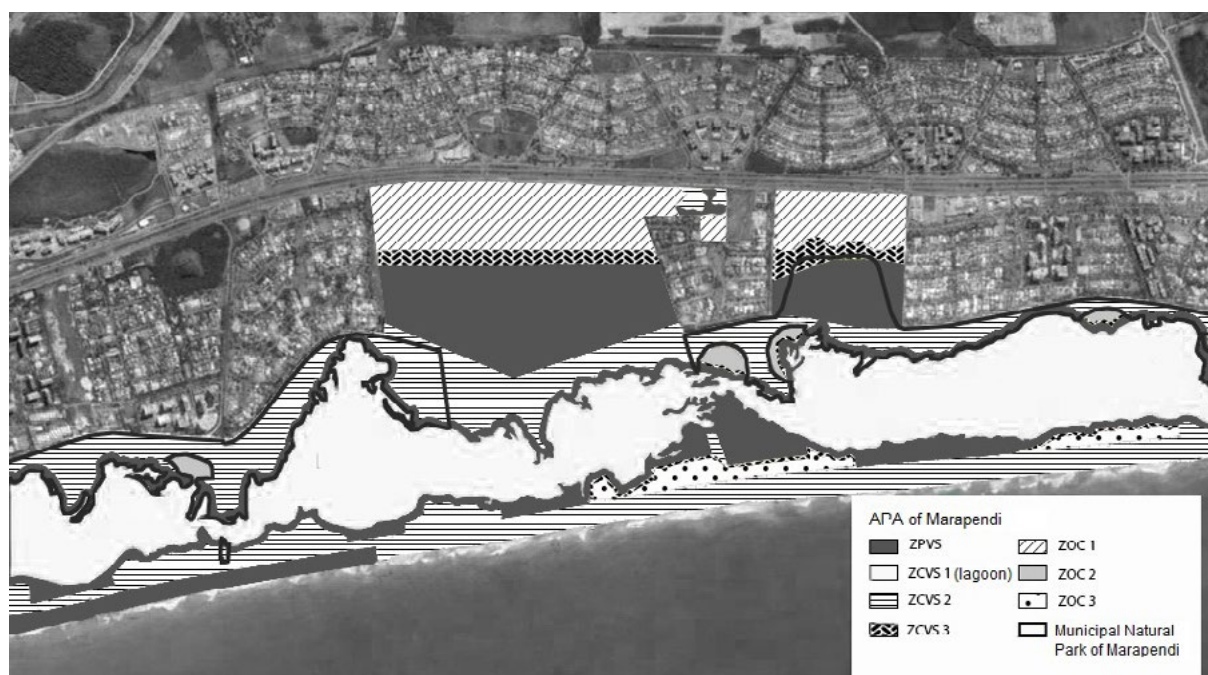 APA of Marapendi
ZPVS
ZCVS 1 (lagoon)
ZCVS 2
ZCVS 3
ZOC 1
ZOC 2
ZOC 3
Municipal Natural
Park of Marapendi